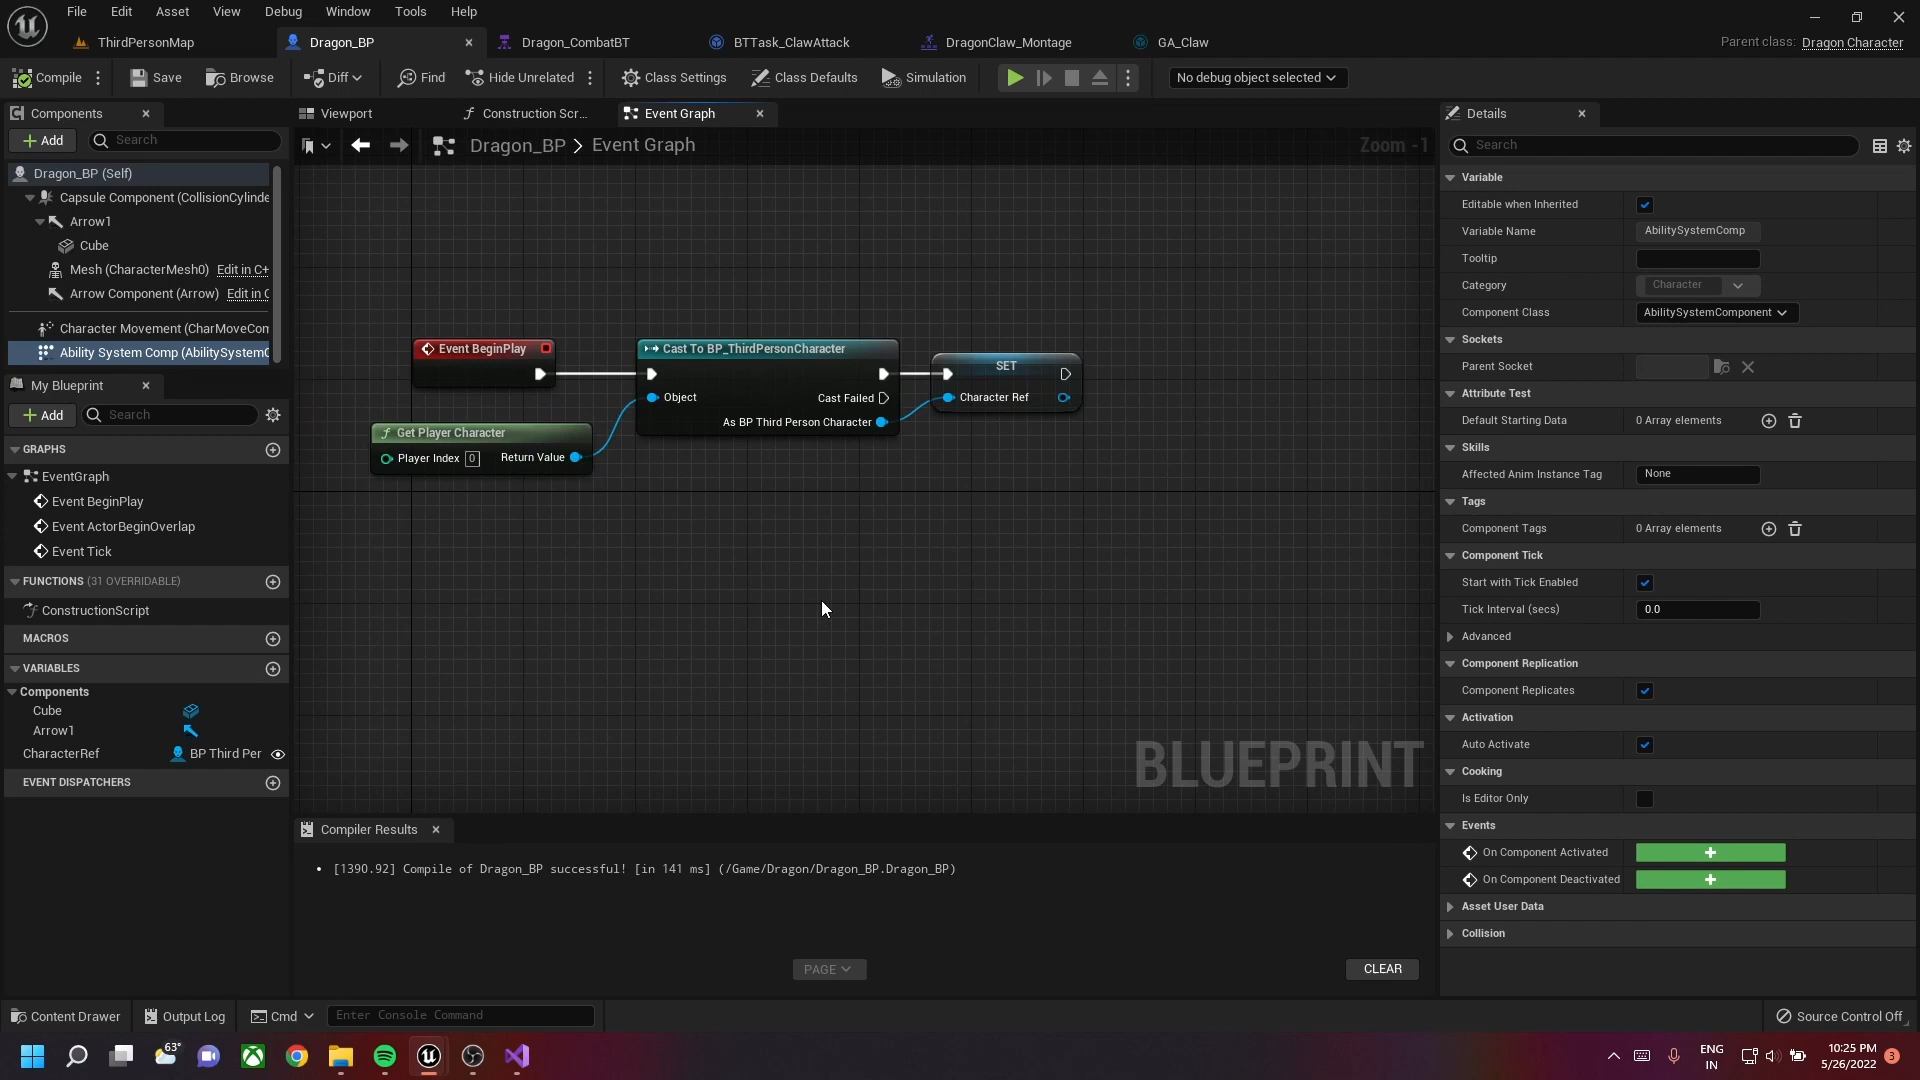 File Edit Asset View Debug Window Tools Help
ThirdPersonMap Dragon_BP Dragon_CombatBT BTTask_ClawAttack DragonClaw_Montage GA_Claw Parent class: Dragon Character
Compile Save Browse Diff Find Hide Unrelated Class Settings Class Defaults Simulation No debug object selected
Components
Add Search
Dragon_BP (Self)
Capsule Component (CollisionCylinde
Arrow1
Cube
Mesh (CharacterMesh0) Edit in C+
Arrow Component (Arrow) Edit in C
Character Movement (CharMoveCom
Ability System Comp (AbilitySystemC
My Blueprint
Add Search
GRAPHS
EventGraph
Event BeginPlay
Event ActorBeginOverlap
Event Tick
FUNCTIONS (31 OVERRIDABLE)
ConstructionScript
MACROS
VARIABLES
Components
Cube
Arrow1
CharacterRef BP Third Per
EVENT DISPATCHERS
Viewport Construction Scr... Event Graph
Dragon_BP > Event Graph Zoom -1
Event BeginPlay
Cast To BP_ThirdPersonCharacter
Object Cast Failed
As BP Third Person Character
SET
Character Ref
Get Player Character
Player Index 0 Return Value
BLUEPRINT
Compiler Results
• [1390.92] Compile of Dragon_BP successful! [in 141 ms] (/Game/Dragon/Dragon_BP.Dragon_BP)
PAGE CLEAR
Details
Search
Variable
Editable when Inherited
Variable Name AbilitySystemComp
Tooltip
Category Character
Component Class AbilitySystemComponent
Sockets
Parent Socket
Attribute Test
Default Starting Data 0 Array elements
Skills
Affected Anim Instance Tag None
Tags
Component Tags 0 Array elements
Component Tick
Start with Tick Enabled
Tick Interval (secs) 0.0
Advanced
Component Replication
Component Replicates
Activation
Auto Activate
Cooking
Is Editor Only
Events
On Component Activated
On Component Deactivated
Asset User Data
Collision
Content Drawer Output Log Cmd Enter Console Command Source Control Off
63°
ENG
IN
10:25 PM
5/26/2022
3